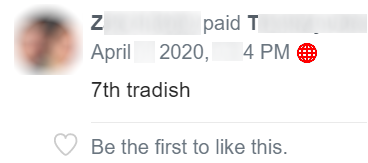 Z paid T
April 2020, 4 PM
7th tradish
Be the first to like this.